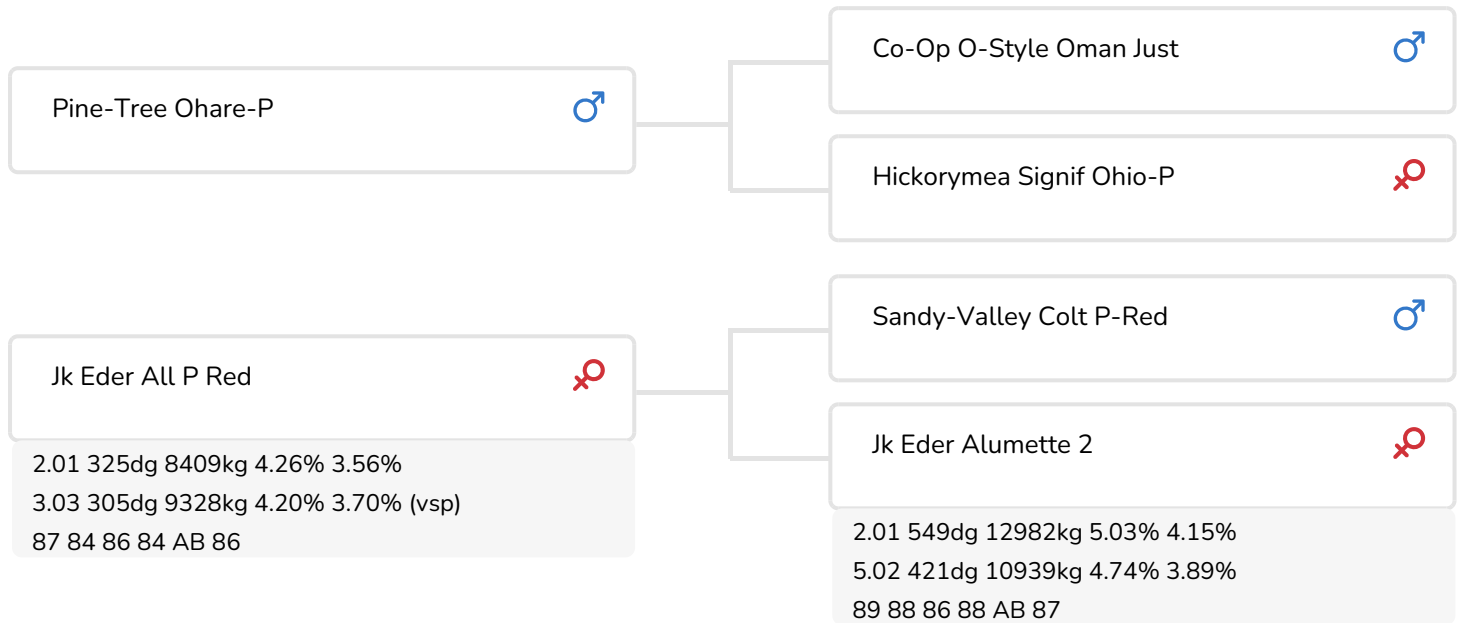 Pine-Tree Ohare-P
Jk Eder All P Red
2.01 325dg 8409kg 4.26% 3.56%
3.03 305dg 9328kg 4.20% 3.70% (vsp)
87 84 86 84 AB 86
Co-Op O-Style Oman Just
Hickorymea Signif Ohio-P
Sandy-Valley Colt P-Red
Jk Eder Alumette 2
2.01 549dg 12982kg 5.03% 4.15%
5.02 421dg 10939kg 4.74% 3.89%
89 88 86 88 AB 87